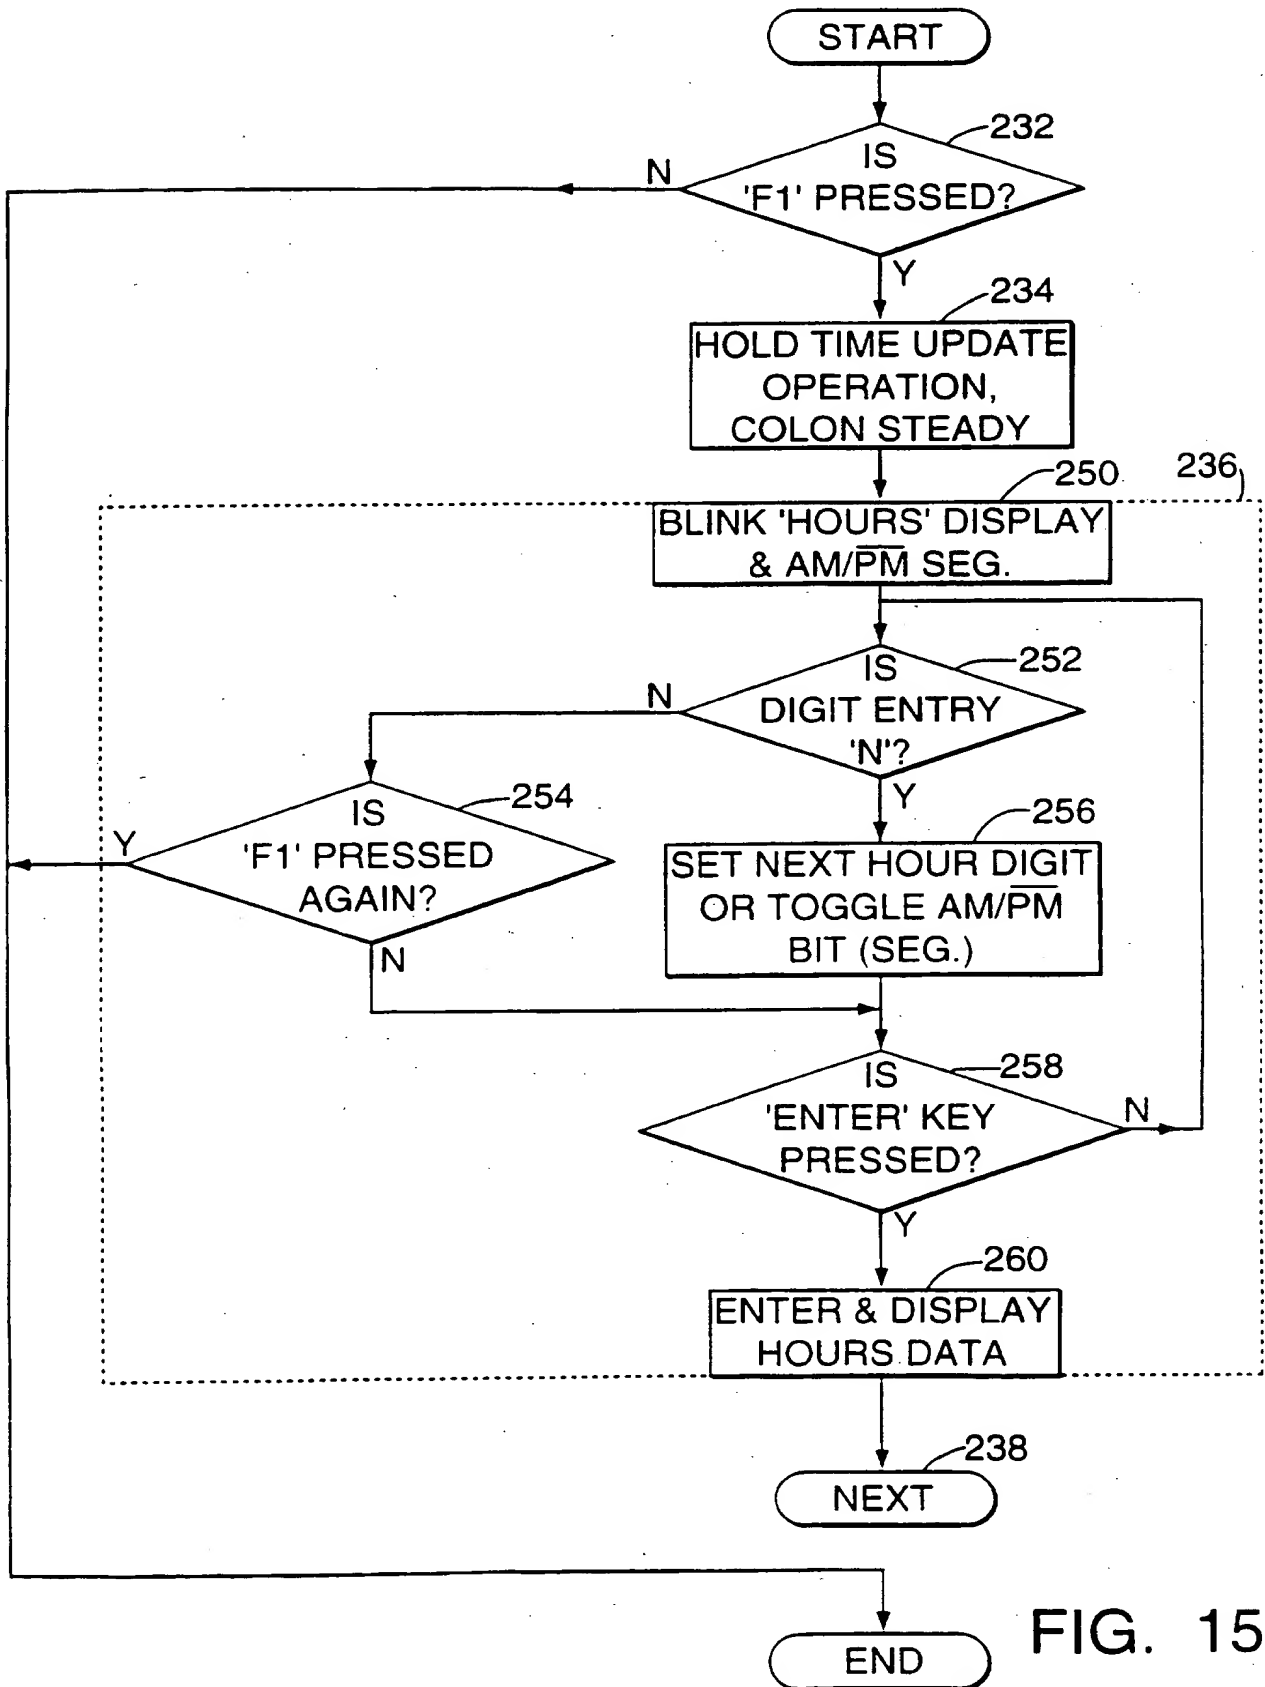 START
232
IS
'F1' PRESSED?
N
Y
234
HOLD TIME UPDATE
OPERATION,
COLON STEADY
250
236
BLINK 'HOURS' DISPLAY
& AM/P̅M̅ SEG.
252
IS
DIGIT ENTRY
'N'?
N
Y
254
IS
'F1' PRESSED
AGAIN?
Y
N
256
SET NEXT HOUR DIGIT
OR TOGGLE AM/P̅M̅
BIT (SEG.)
258
IS
'ENTER' KEY
PRESSED?
N
Y
260
ENTER & DISPLAY
HOURS DATA
238
NEXT
END
FIG. 15